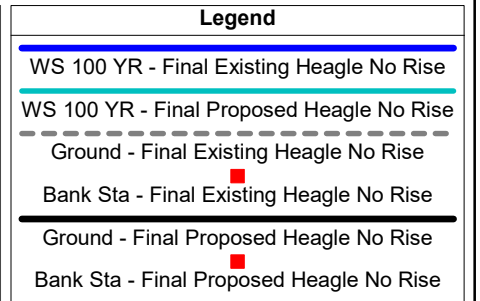 Legend
WS 100 YR - Final Existing Heagle No Rise
WS 100 YR - Final Proposed Heagle No Rise
Ground - Final Existing Heagle No Rise
Bank Sta - Final Existing Heagle No Rise
Ground - Final Proposed Heagle No Rise
Bank Sta - Final Proposed Heagle No Rise